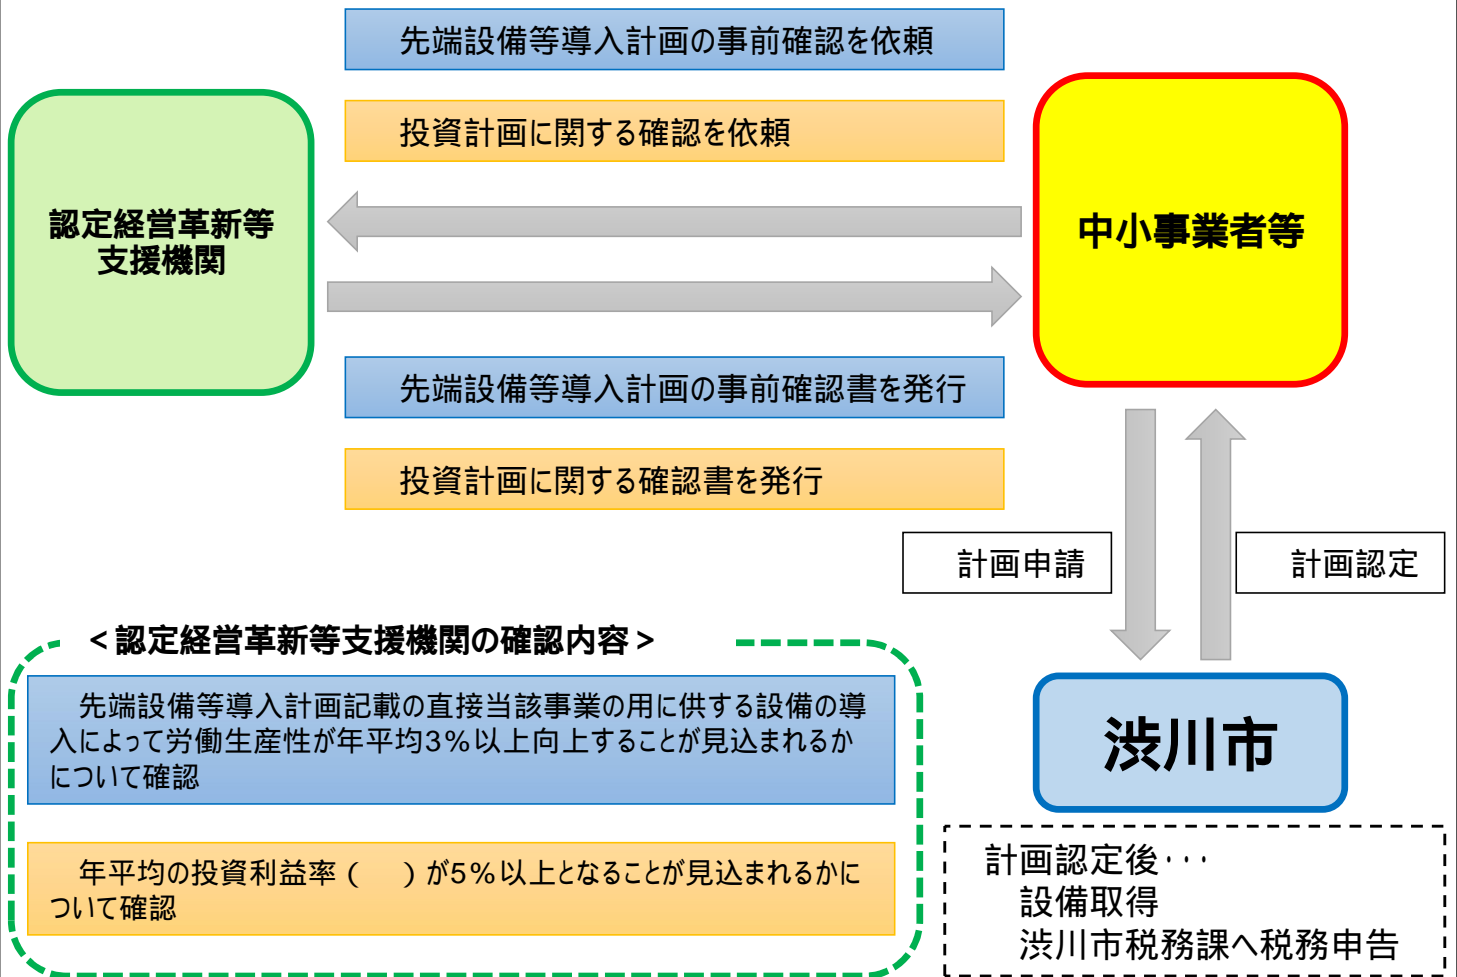 先端設備等導入計画の事前確認を依頼
投資計画に関する確認を依頼
認定経営革新等
支援機関
中小事業者等
先端設備等導入計画の事前確認書を発行
投資計画に関する確認書を発行
計画申請
計画認定
<認定経営革新等支援機関の確認内容>
先端設備等導入計画記載の直接当該事業の用に供する設備の導
入によって労働生産性が年平均3%以上向上することが見込まれるか
について確認
年平均の投資利益率(　)が5%以上となることが見込まれるかに
ついて確認
渋川市
計画認定後・・・
設備取得
渋川市税務課へ税務申告